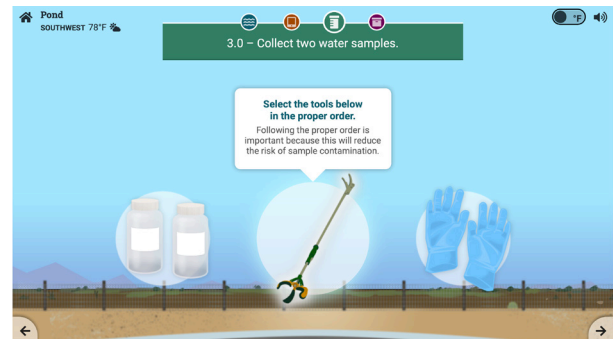 Pond
SOUTHWEST 78°F
°F
3.0 – Collect two water samples.
Select the tools below
in the proper order.
Following the proper order is
important because this will reduce
the risk of sample contamination.